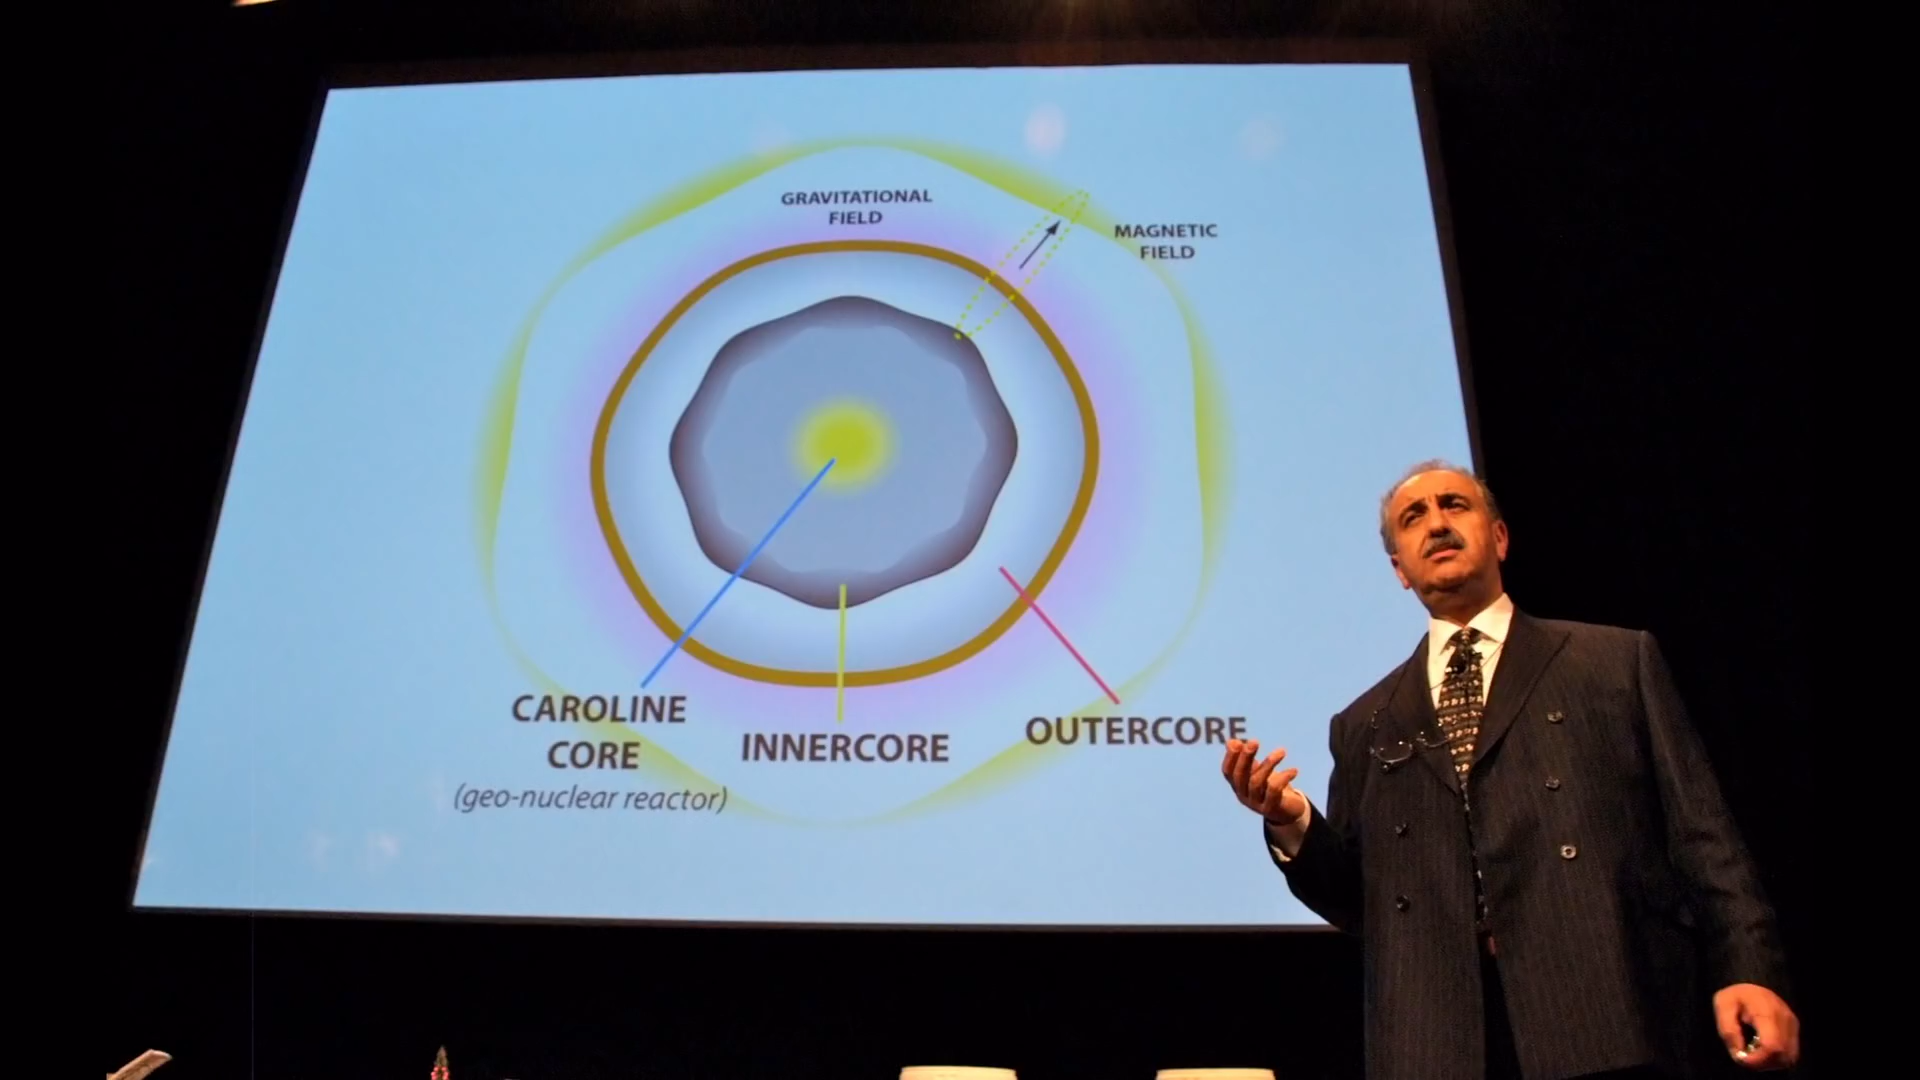 GRAVITATIONAL
FIELD
MAGNETIC
FIELD
CAROLINE
CORE
(geo-nuclear reactor)
INNERCORE
OUTERCORE